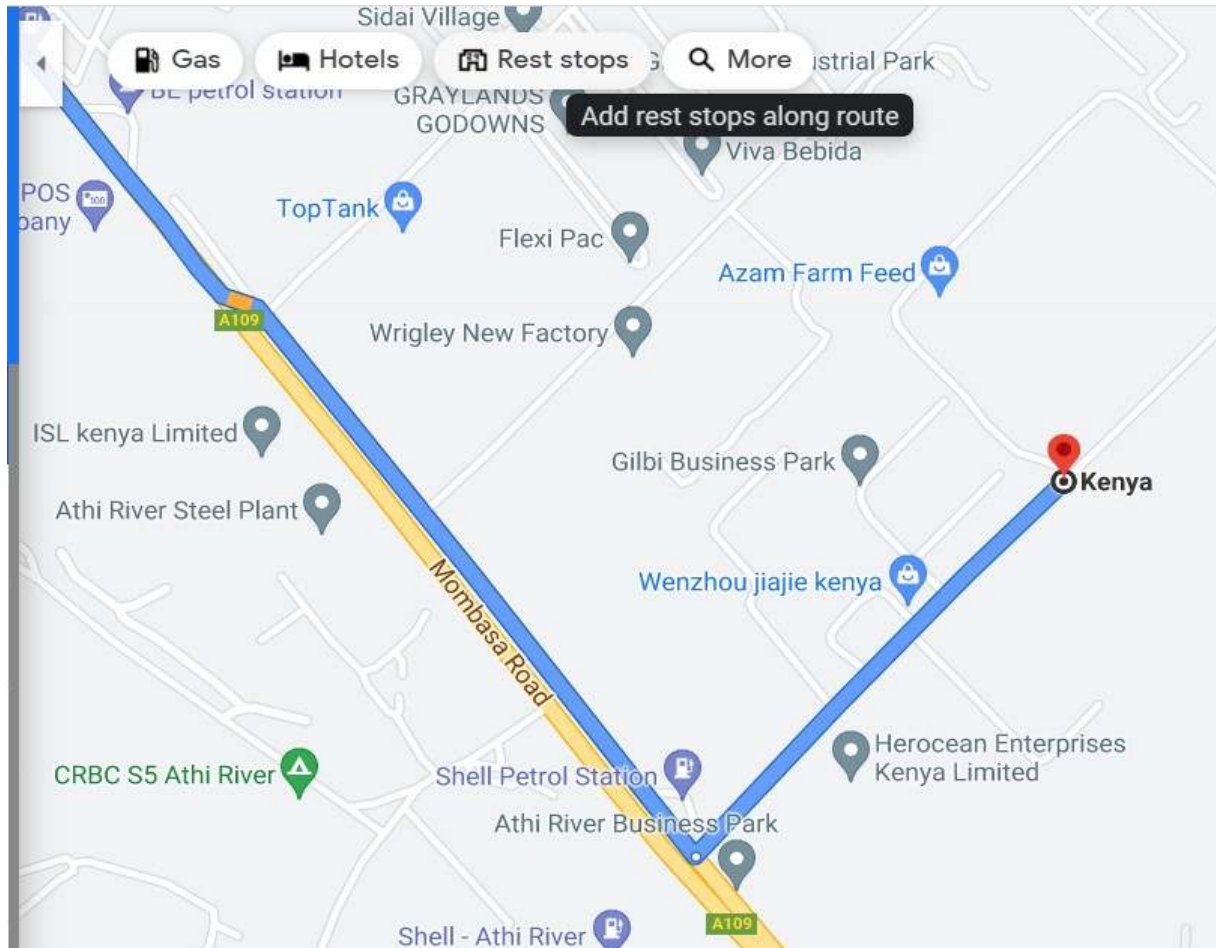 Sidai Village
Gas
Hotels
Rest stops
G
More
ustrial Park
BE petrol station
GRAYLANDS
GODOWNS
Add rest stops along route
Viva Bebida
POS
pany
TopTank
Flexi Pac
Azam Farm Feed
A109
Wrigley New Factory
ISL kenya Limited
Gilbi Business Park
Kenya
Athi River Steel Plant
Wenzhou jiajie kenya
Mombasa Road
Herocean Enterprises
Kenya Limited
CRBC S5 Athi River
Shell Petrol Station
Athi River Business Park
A109
Shell - Athi River